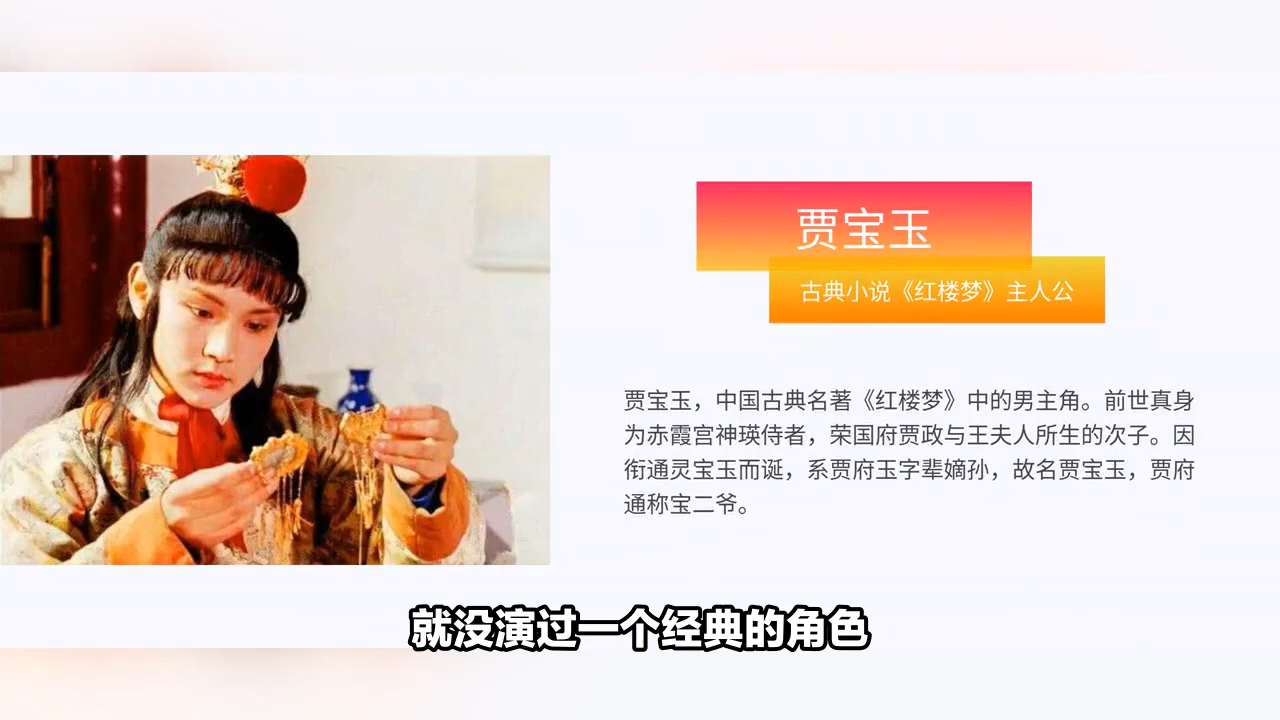 贾宝玉
古典小说《红楼梦》主人公
贾宝玉，中国古典名著《红楼梦》中的男主角。前世真身
为赤霞宫神瑛侍者，荣国府贾政与王夫人所生的次子。因
衔通灵宝玉而诞，系贾府玉字辈嫡孙，故名贾宝玉，贾府
通称宝二爷。
就没演过一个经典的角色